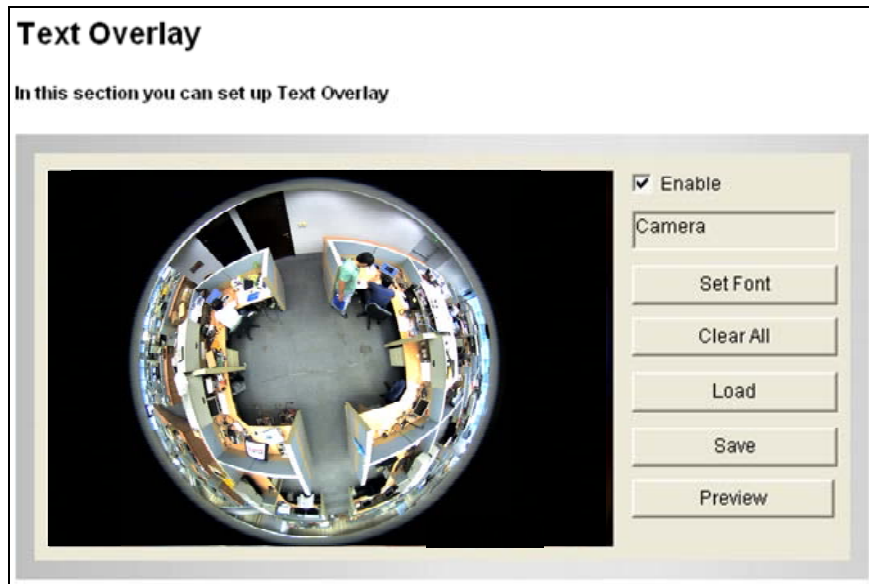 Text Overlay
In this section you can set up Text Overlay
Enable
Camera
Set Font
Clear All
Load
Save
Preview